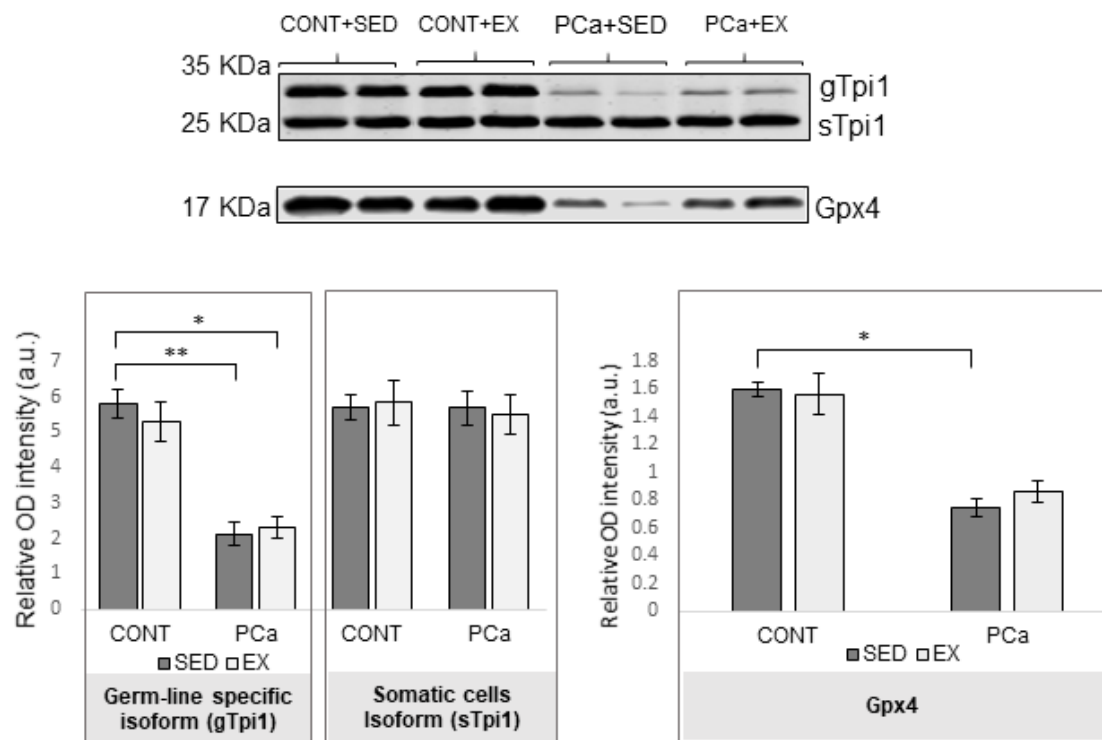 CONT+SED CONT+EX PCa+SED PCa+EX
35 KDa
gTpi1
25 KDa
sTpi1
17 KDa
Gpx4
Relative OD intensity (a.u.)
7
6
5
4
3
2
1
0
*
**
CONT PCa
SED EX
Germ-line specific
isoform (gTpi1)
CONT PCa
Somatic cells
Isoform (sTpi1)
Relative OD intensity (a.u.)
1.8
1.6
1.4
1.2
1
0.8
0.6
0.4
0.2
0
*
CONT PCa
SED EX
Gpx4